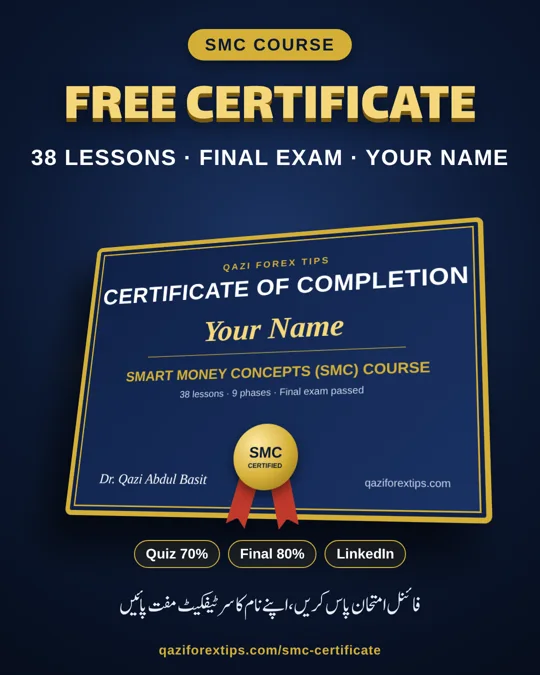 SMC COURSE
FREE CERTIFICATE
38 LESSONS · FINAL EXAM · YOUR NAME
QAZI FOREX TIPS
CERTIFICATE OF COMPLETION
Your Name
SMART MONEY CONCEPTS (SMC) COURSE
38 lessons · 9 phases · Final exam passed
SMC
CERTIFIED
Dr. Qazi Abdul Basit
qaziforextips.com
Quiz 70%
Final 80%
LinkedIn
فائنل امتحان پاس کریں، اپنے نام کا سرٹیفکیٹ مفت پائیں
qaziforextips.com/smc-certificate